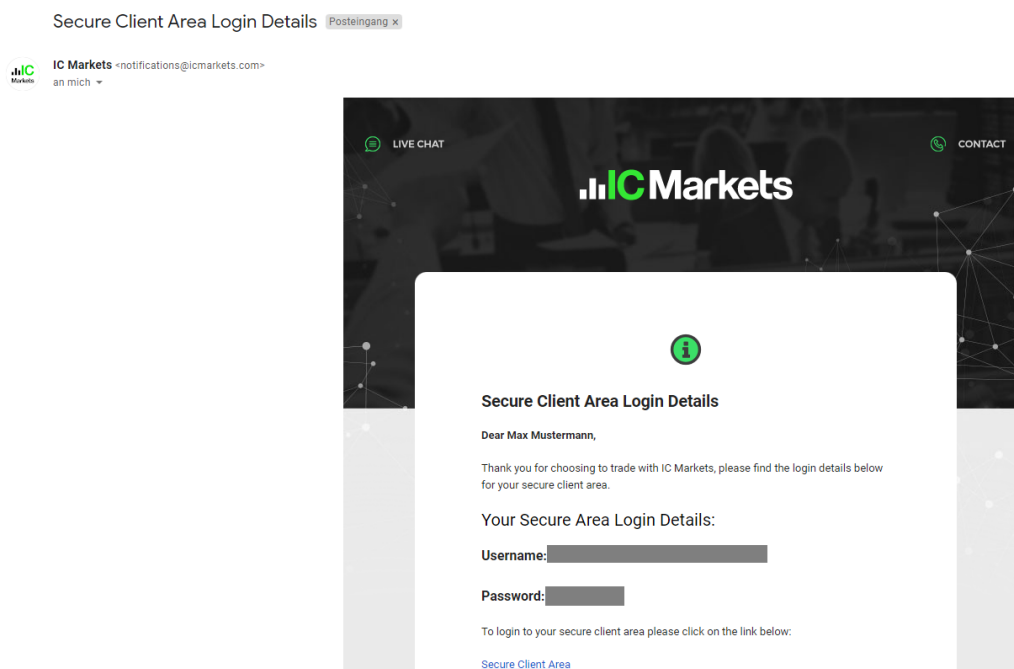 Secure Client Area Login Details Posteingang x
IC Markets <notifications@icmarkets.com>
an mich
IC
Markets
LIVE CHAT
CONTACT
IC Markets
Secure Client Area Login Details
Dear Max Mustermann,
Thank you for choosing to trade with IC Markets, please find the login details below
for your secure client area.
Your Secure Area Login Details:
Username:
Password:
To login to your secure client area please click on the link below:
Secure Client Area